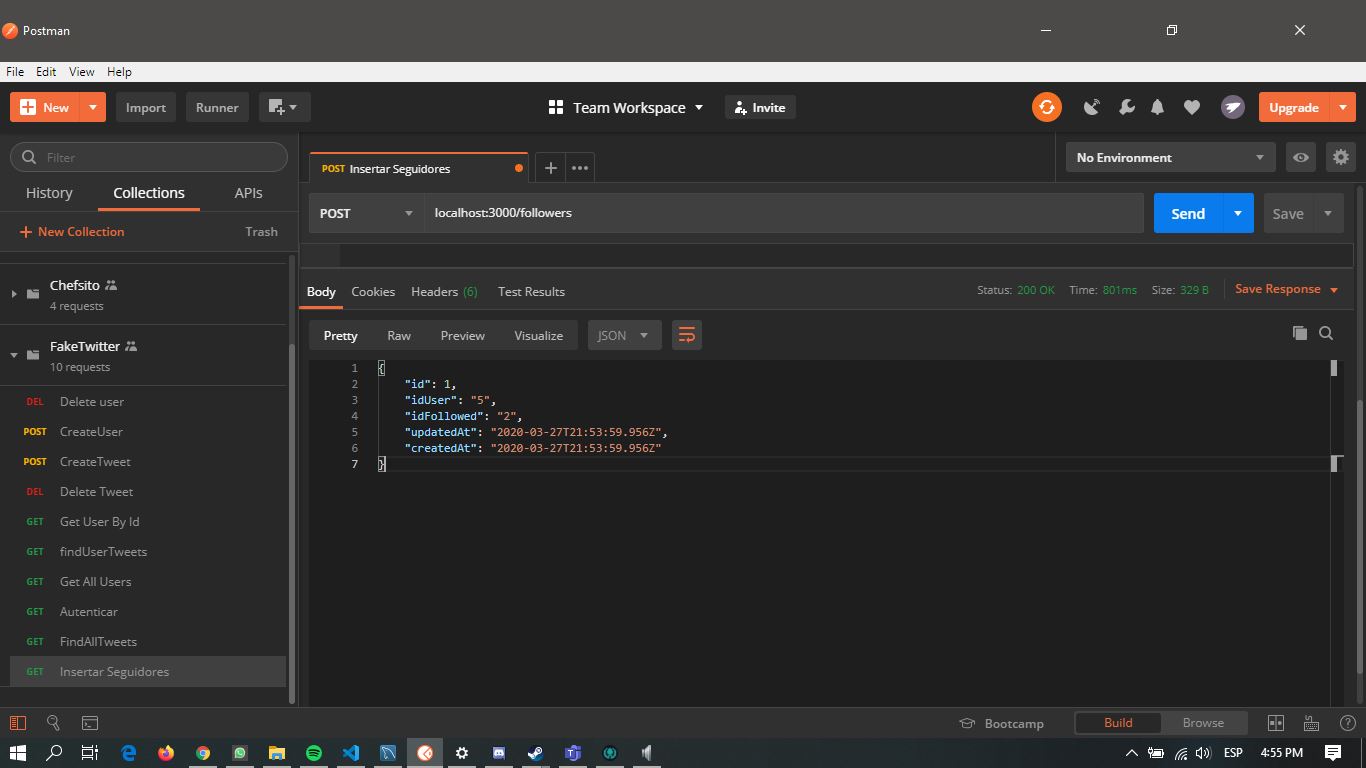 Postman
File Edit View Help
New Import Runner Team Workspace Invite Upgrade
Filter
History Collections APIs
New Collection Trash
Chefsito
4 requests
FakeTwitter
10 requests
DEL Delete user
POST CreateUser
POST CreateTweet
DEL Delete Tweet
GET Get User By Id
GET findUserTweets
GET Get All Users
GET Autenticar
GET FindAllTweets
GET Insertar Seguidores
POST Insertar Seguidores
No Environment
POST localhost:3000/followers Send Save
Body Cookies Headers (6) Test Results Status: 200 OK Time: 801ms Size: 329 B Save Response
Pretty Raw Preview Visualize JSON
1 {
2 "id": 1,
3 "idUser": "5",
4 "idFollowed": "2",
5 "updatedAt": "2020-03-27T21:53:59.956Z",
6 "createdAt": "2020-03-27T21:53:59.956Z"
7 }
Bootcamp Build Browse
ESP 4:55 PM